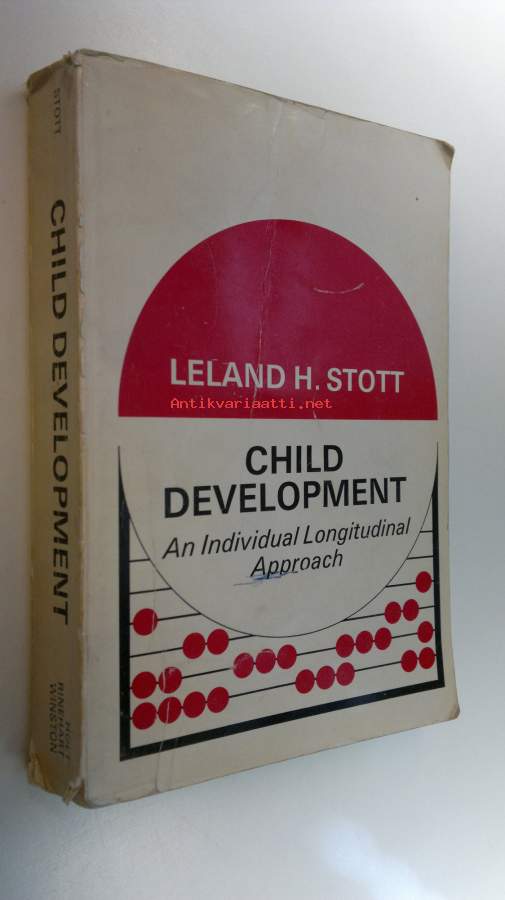 STOTT
CHILD DEVELOPMENT
HOLT
RINEHART
WINSTON
LELAND H. STOTT
Antikvariaatti.net
CHILD
DEVELOPMENT
An Individual Longitudinal
Approach